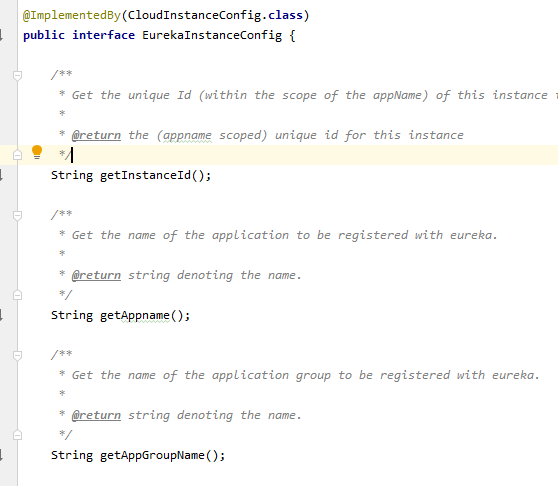 @ImplementedBy(CloudInstanceConfig.class)
public interface EurekaInstanceConfig {
/**
* Get the unique Id (within the scope of the appName) of this instance
*
* @return the (appname scoped) unique id for this instance
*/
String getInstanceId();
/**
* Get the name of the application to be registered with eureka.
*
* @return string denoting the name.
*/
String getAppname();
/**
* Get the name of the application group to be registered with eureka.
*
* @return string denoting the name.
*/
String getAppGroupName();